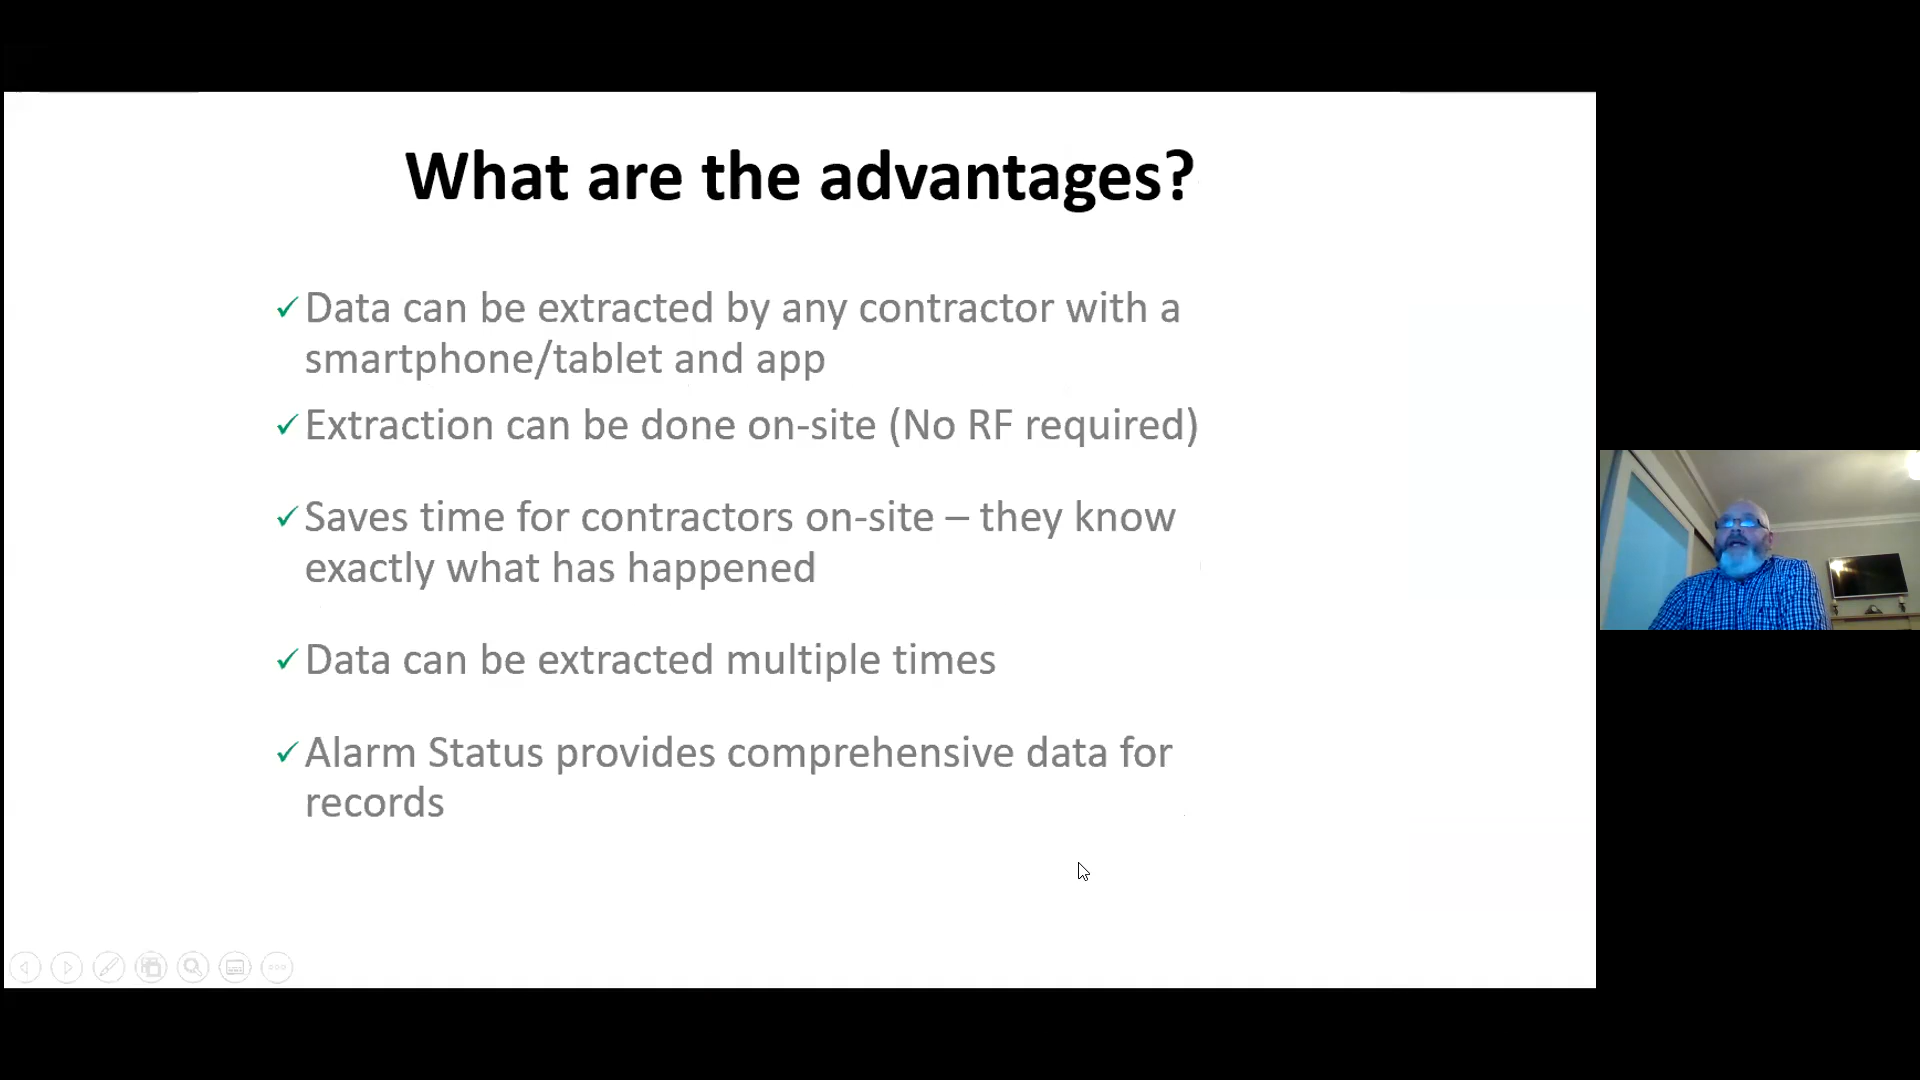 What are the advantages?
✓ Data can be extracted by any contractor with a
smartphone/tablet and app
✓ Extraction can be done on-site (No RF required)
✓ Saves time for contractors on-site – they know
exactly what has happened
✓ Data can be extracted multiple times
✓ Alarm Status provides comprehensive data for
records